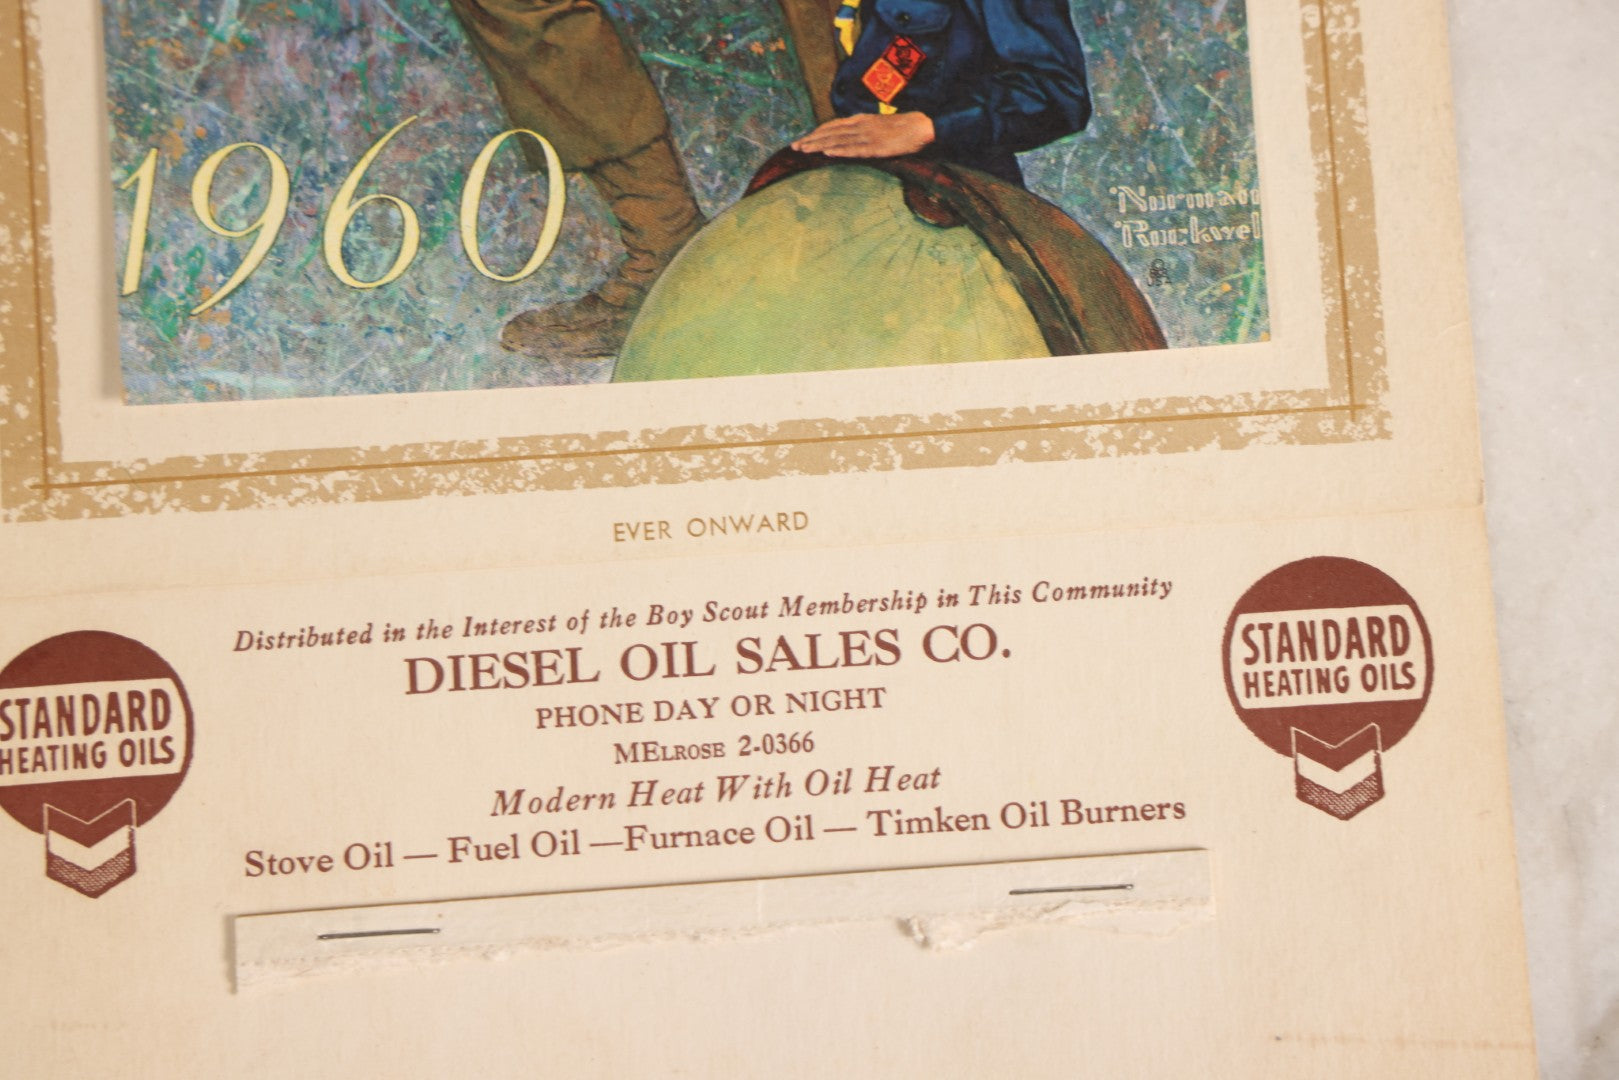 1960
Norman
Rockwell
EVER ONWARD
Distributed in the Interest of the Boy Scout Membership in This Community
DIESEL OIL SALES CO.
PHONE DAY OR NIGHT
MELROSE 2-0366
Modern Heat With Oil Heat
Stove Oil — Fuel Oil —Furnace Oil — Timken Oil Burners
STANDARD
HEATING OILS
STANDARD
HEATING OILS